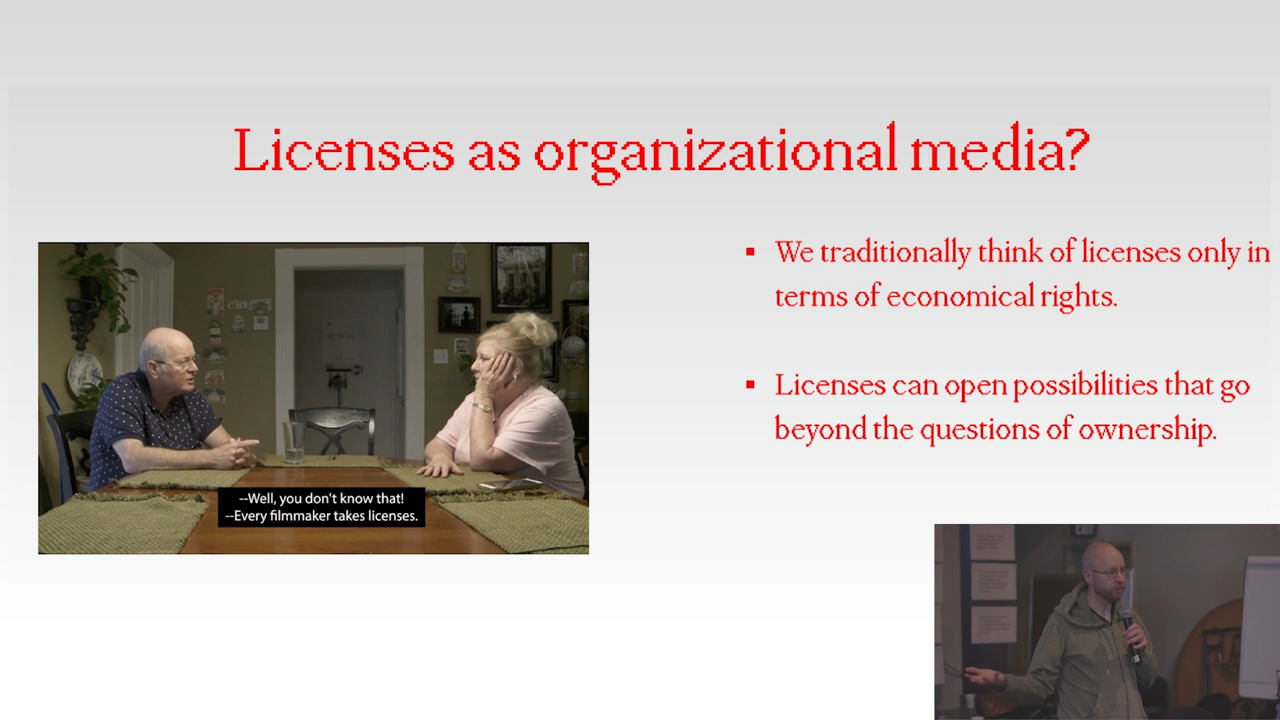 Licenses as organizational media?
▪ We traditionally think of licenses only in
terms of economical rights.
▪ Licenses can open possibilities that go
beyond the questions of ownership.
--Well, you don't know that!
--Every filmmaker takes licenses.